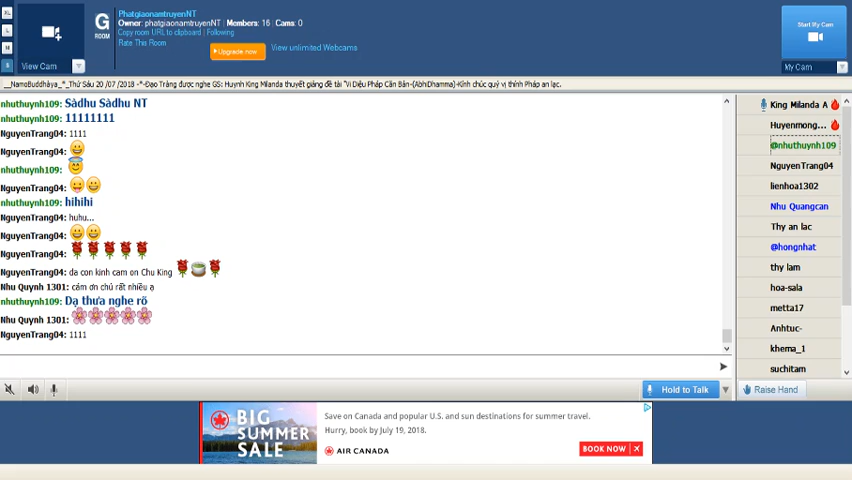 XL
L
M
S
View Cam
G
ROOM
PhatgiaonamtruyenNT
Owner: phatgiaonamtruyenNT | Members: 16 | Cams: 0
Copy room URL to clipboard | Following
Rate This Room
Upgrade now
View unlimited Webcams
Start My Cam
My Cam
__NamoBuddhàya_*_Thứ Sáu 20 /07 /2018 -*-Đạo Tràng được nghe GS: Huynh King Milanda thuyết giảng đề tài "Vi Diệu Pháp Căn Bản-(AbhiDhamma)-Kính chúc quý vị thính Pháp an lạc.
nhuthuynh109: Sàdhu Sàdhu NT
nhuthuynh109: 11111111
NguyenTrang04: 1111
NguyenTrang04:
nhuthuynh109:
NguyenTrang04:
nhuthuynh109: hihihi
NguyenTrang04: huhu...
NguyenTrang04:
NguyenTrang04:
NguyenTrang04: da con kinh cam on Chu King
Nhu Quynh 1301: cám ơn chú rất nhiều ạ
nhuthuynh109: Dạ thưa nghe rõ
Nhu Quynh 1301:
NguyenTrang04: 1111
King Milanda A
Huyenmong...
@nhuthuynh109
NguyenTrang04
lienhoa1302
Nhu Quangcan
Thy an lac
@hongnhat
thy lam
hoa-sala
metta17
Anhtuc-
khema_1
suchitam
Hold to Talk
Raise Hand
BIG
SUMMER
SALE
Save on Canada and popular U.S. and sun destinations for summer travel.
Hurry, book by July 19, 2018.
AIR CANADA
BOOK NOW